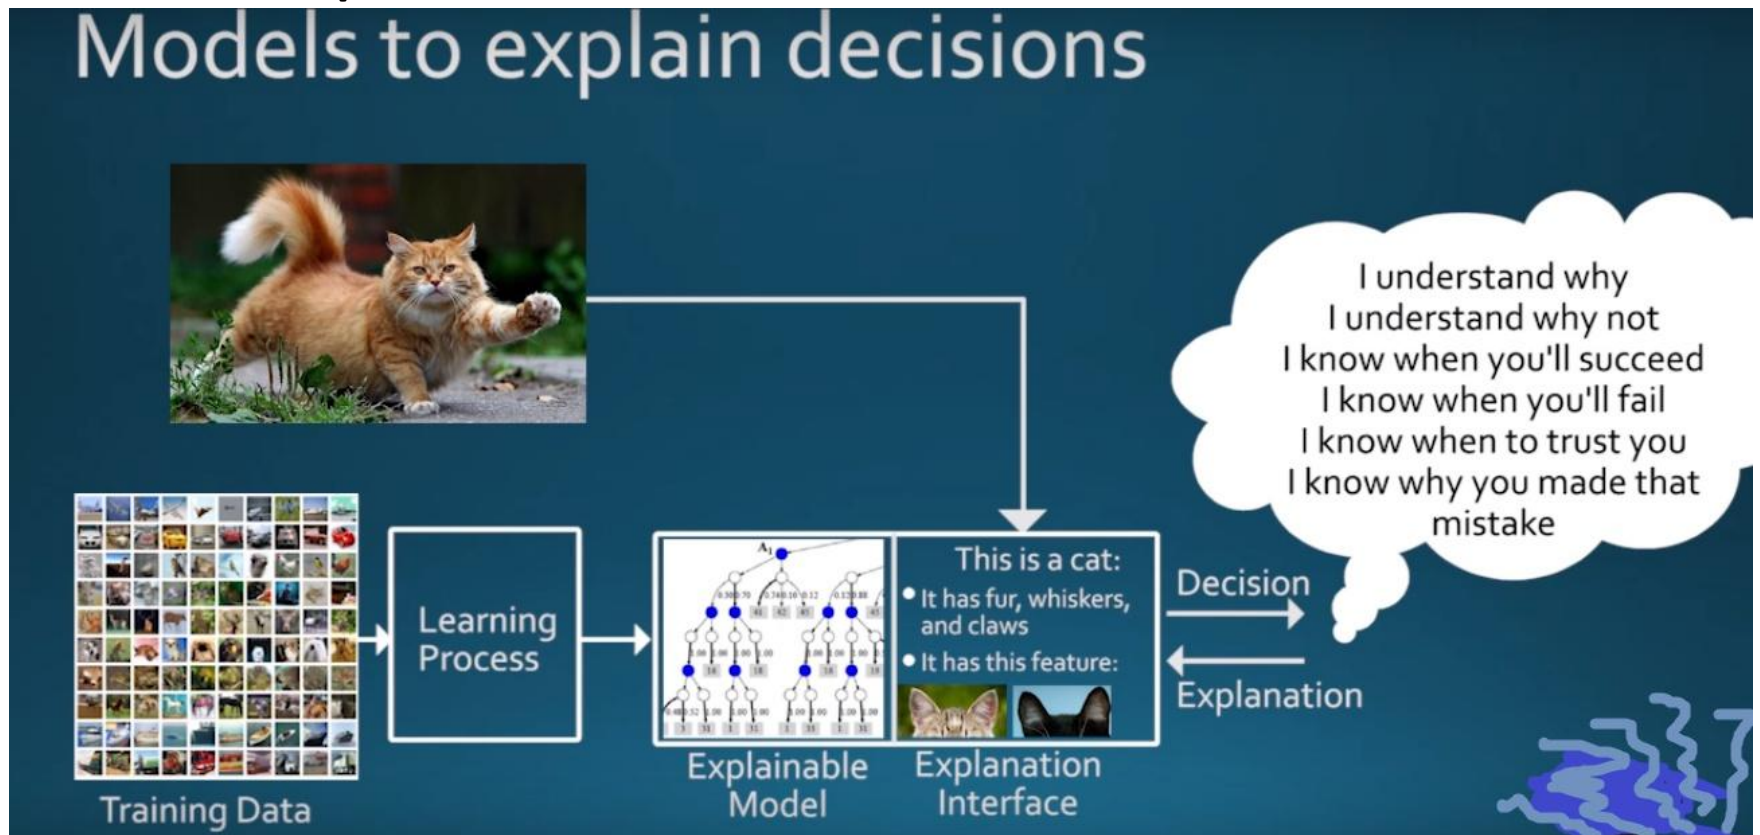 Models to explain decisions
I understand why
I understand why not
I know when you'll succeed
I know when you'll fail
I know when to trust you
I know why you made that
mistake
Training Data
Learning
Process
A₁
Explainable
Model
This is a cat:
• It has fur, whiskers,
and claws
• It has this feature:
Explanation
Interface
Decision
Explanation